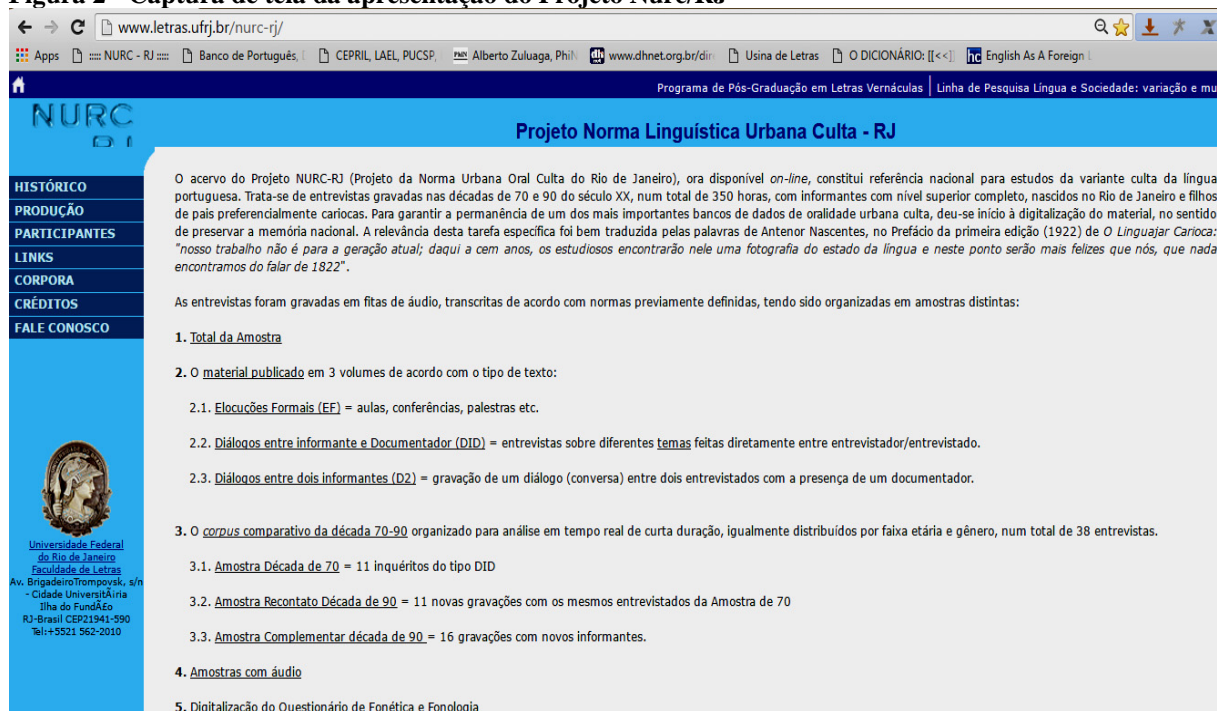 Figura 2 - Captura de tela da apresentação do Projeto Nurc/RJ
www.letras.ufrj.br/nurc-rj/
Apps ::::: NURC - RJ ::::: Banco de Português, CEPRIL, LAEL, PUCSP, Alberto Zuluaga, PhiN www.dhnet.org.br/dir Usina de Letras O DICIONÁRIO: [[<<]] English As A Foreign
Programa de Pós-Graduação em Letras Vernáculas | Linha de Pesquisa Língua e Sociedade: variação e mu
NURC
Projeto Norma Linguística Urbana Culta - RJ
HISTÓRICO
PRODUÇÃO
PARTICIPANTES
LINKS
CORPORA
CRÉDITOS
FALE CONOSCO
Universidade Federal
do Rio de Janeiro
Faculdade de Letras
Av. BrigadeiroTrompovsk, s/n
- Cidade UniversitÃiria
Ilha do FundÃ£o
RJ-Brasil CEP21941-590
Tel:+5521 562-2010
O acervo do Projeto NURC-RJ (Projeto da Norma Urbana Oral Culta do Rio de Janeiro), ora disponível on-line, constitui referência nacional para estudos da variante culta da língua
portuguesa. Trata-se de entrevistas gravadas nas décadas de 70 e 90 do século XX, num total de 350 horas, com informantes com nível superior completo, nascidos no Rio de Janeiro e filhos
de pais preferencialmente cariocas. Para garantir a permanência de um dos mais importantes bancos de dados de oralidade urbana culta, deu-se início à digitalização do material, no sentido
de preservar a memória nacional. A relevância desta tarefa específica foi bem traduzida pelas palavras de Antenor Nascentes, no Prefácio da primeira edição (1922) de O Linguajar Carioca:
"nosso trabalho não é para a geração atual; daqui a cem anos, os estudiosos encontrarão nele uma fotografia do estado da língua e neste ponto serão mais felizes que nós, que nada
encontramos do falar de 1822".
As entrevistas foram gravadas em fitas de áudio, transcritas de acordo com normas previamente definidas, tendo sido organizadas em amostras distintas:
1. Total da Amostra
2. O material publicado em 3 volumes de acordo com o tipo de texto:
2.1. Elocuções Formais (EF) = aulas, conferências, palestras etc.
2.2. Diálogos entre informante e Documentador (DID) = entrevistas sobre diferentes temas feitas diretamente entre entrevistador/entrevistado.
2.3. Diálogos entre dois informantes (D2) = gravação de um diálogo (conversa) entre dois entrevistados com a presença de um documentador.
3. O corpus comparativo da década 70-90 organizado para análise em tempo real de curta duração, igualmente distribuídos por faixa etária e gênero, num total de 38 entrevistas.
3.1. Amostra Década de 70 = 11 inquéritos do tipo DID
3.2. Amostra Recontato Década de 90 = 11 novas gravações com os mesmos entrevistados da Amostra de 70
3.3. Amostra Complementar década de 90 = 16 gravações com novos informantes.
4. Amostras com áudio
5. Digitalização do Questionário de Fonética e Fonologia